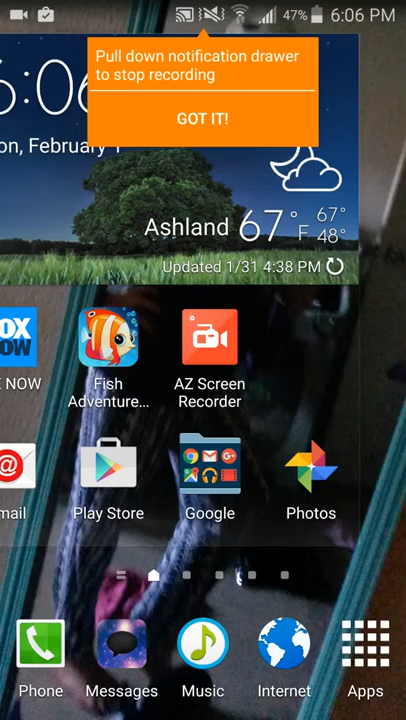 47% 6:06 PM
Pull down notification drawer
to stop recording
GOT IT!
6:06
on, February 1
Ashland 67° F 67° 48°
Updated 1/31 4:38 PM
OX
OW
X NOW
Fish
Adventure...
AZ Screen
Recorder
mail
Play Store
Google
Photos
Phone
Messages
Music
Internet
Apps